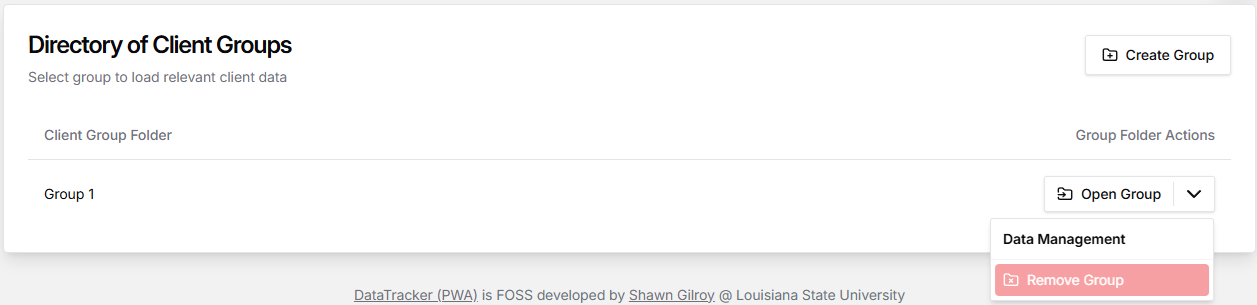 Directory of Client Groups
Create Group
Select group to load relevant client data
Client Group Folder
Group Folder Actions
Group 1
Open Group
Data Management
Remove Group
DataTracker (PWA) is FOSS developed by Shawn Gilroy @ Louisiana State University